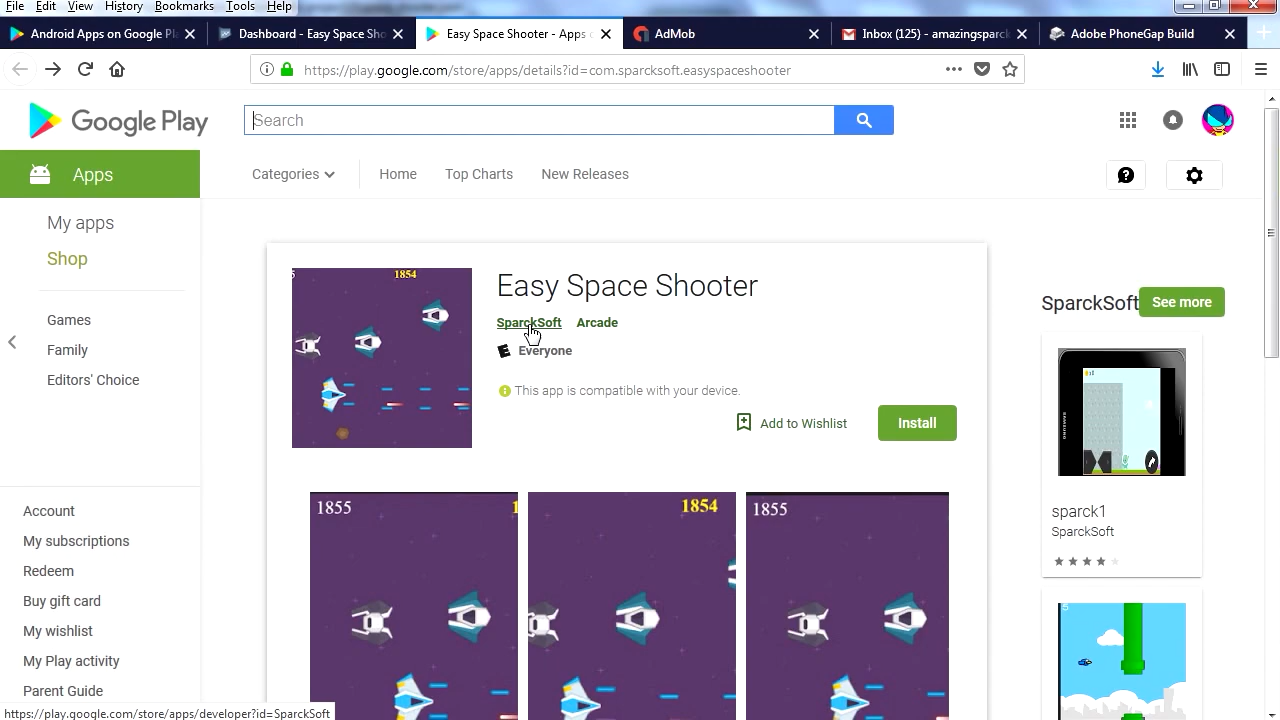 File Edit View History Bookmarks Tools Help
Android Apps on Google Pl
Dashboard - Easy Space Sho
Easy Space Shooter - Apps o
AdMob
Inbox (125) - amazingsparck
Adobe PhoneGap Build
https://play.google.com/store/apps/details?id=com.sparcksoft.easyspaceshooter
Google Play
Search
Apps
Categories
Home
Top Charts
New Releases
My apps
Shop
Games
Family
Editors' Choice
Account
My subscriptions
Redeem
Buy gift card
My wishlist
My Play activity
Parent Guide
5
1854
Easy Space Shooter
SparckSoft Arcade
E Everyone
This app is compatible with your device.
Add to Wishlist
Install
1855
1
1854
1855
SparckSoft
See more
SAMSUNG
sparck1
SparckSoft
5
https://play.google.com/store/apps/developer?id=SparckSoft